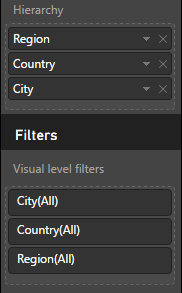 Hierarchy
Region
Country
City
Filters
Visual level filters
City(All)
Country(All)
Region(All)